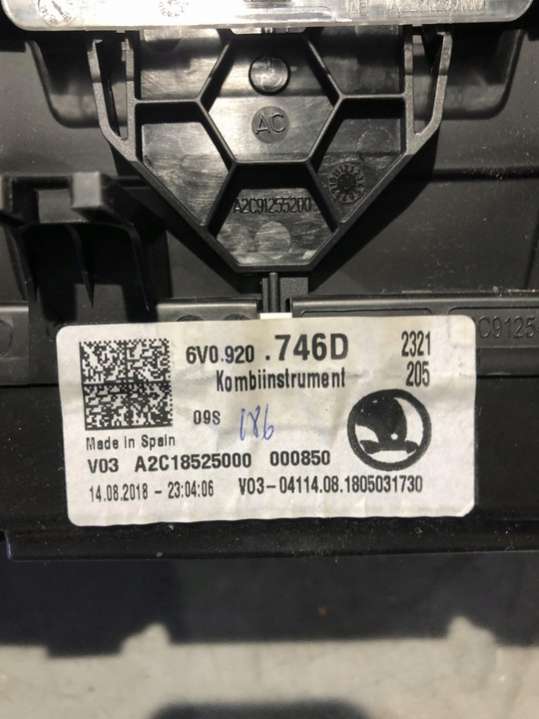 AC
A2C91255200
C9125
6V0.920 .746D 2321
Kombiinstrument 205
09S 186
Made in Spain
V03 A2C18525000 000850
14.08.2018 - 23:04:06 V03-04114.08.1805031730